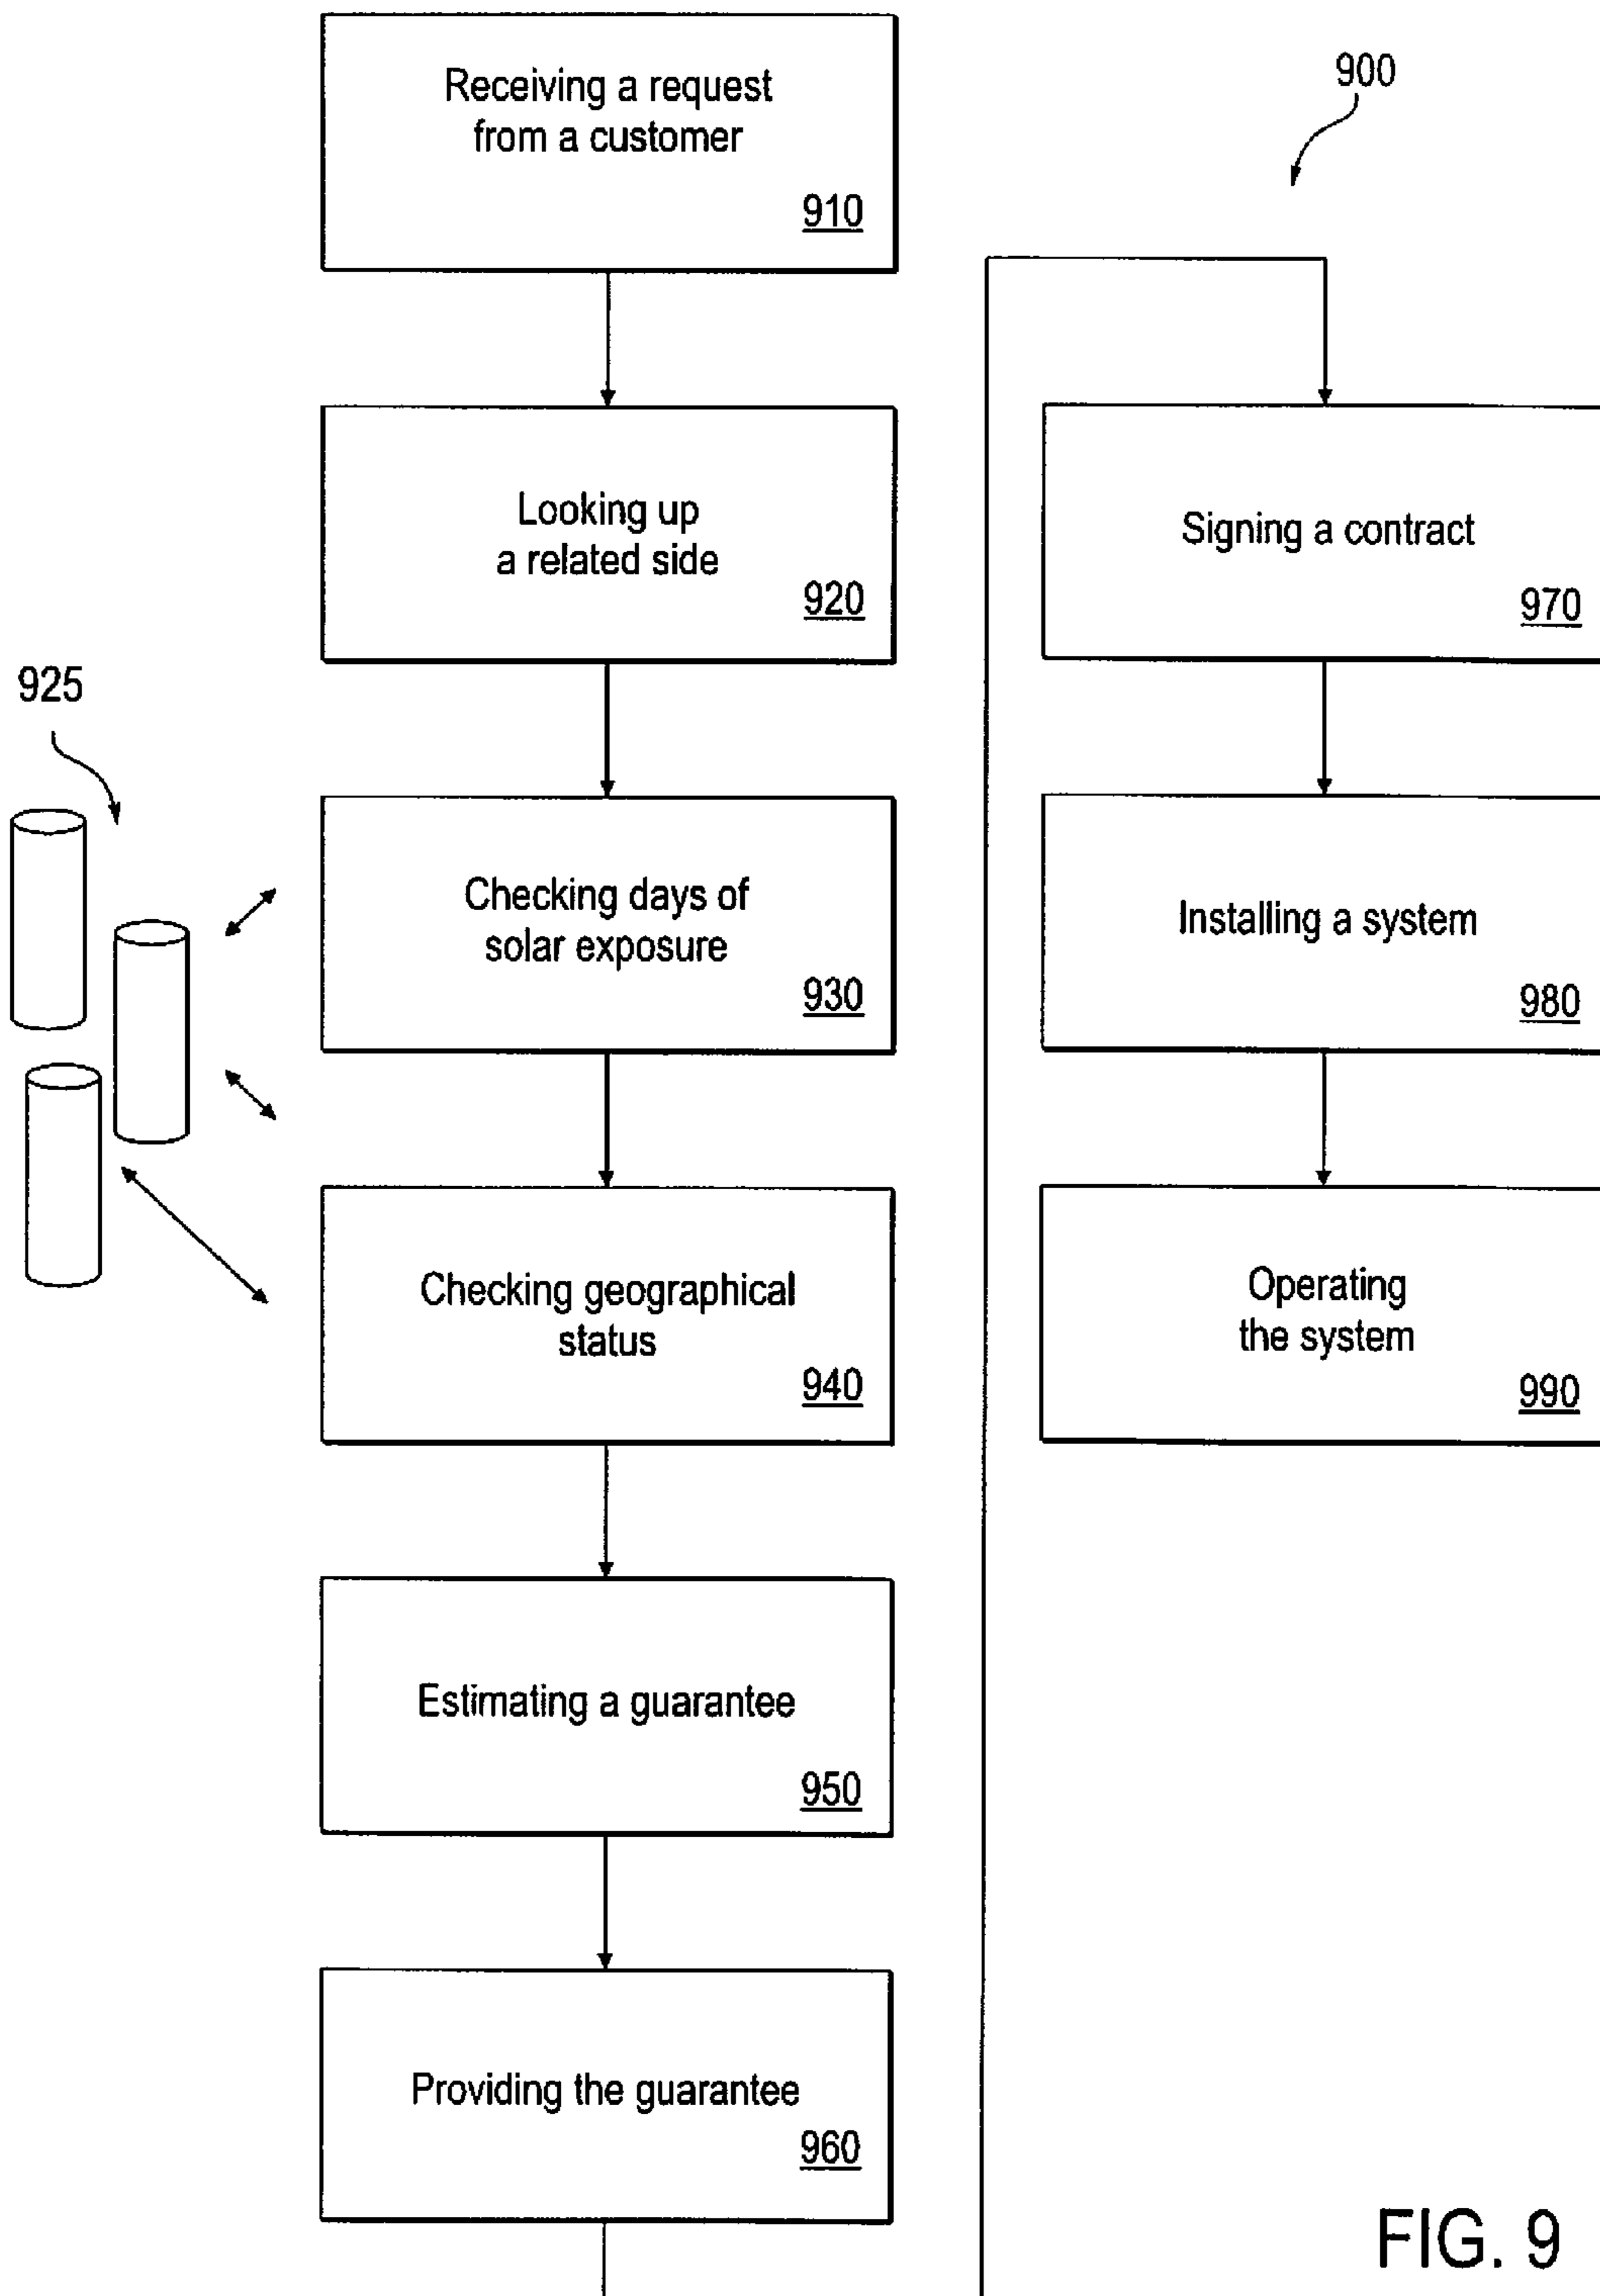 Receiving a request
from a customer
910
900
Looking up
a related side
920
925
Checking days of
solar exposure
930
Checking geographical
status
940
Estimating a guarantee
950
Providing the guarantee
960
Signing a contract
970
Installing a system
980
Operating
the system
990
FIG. 9